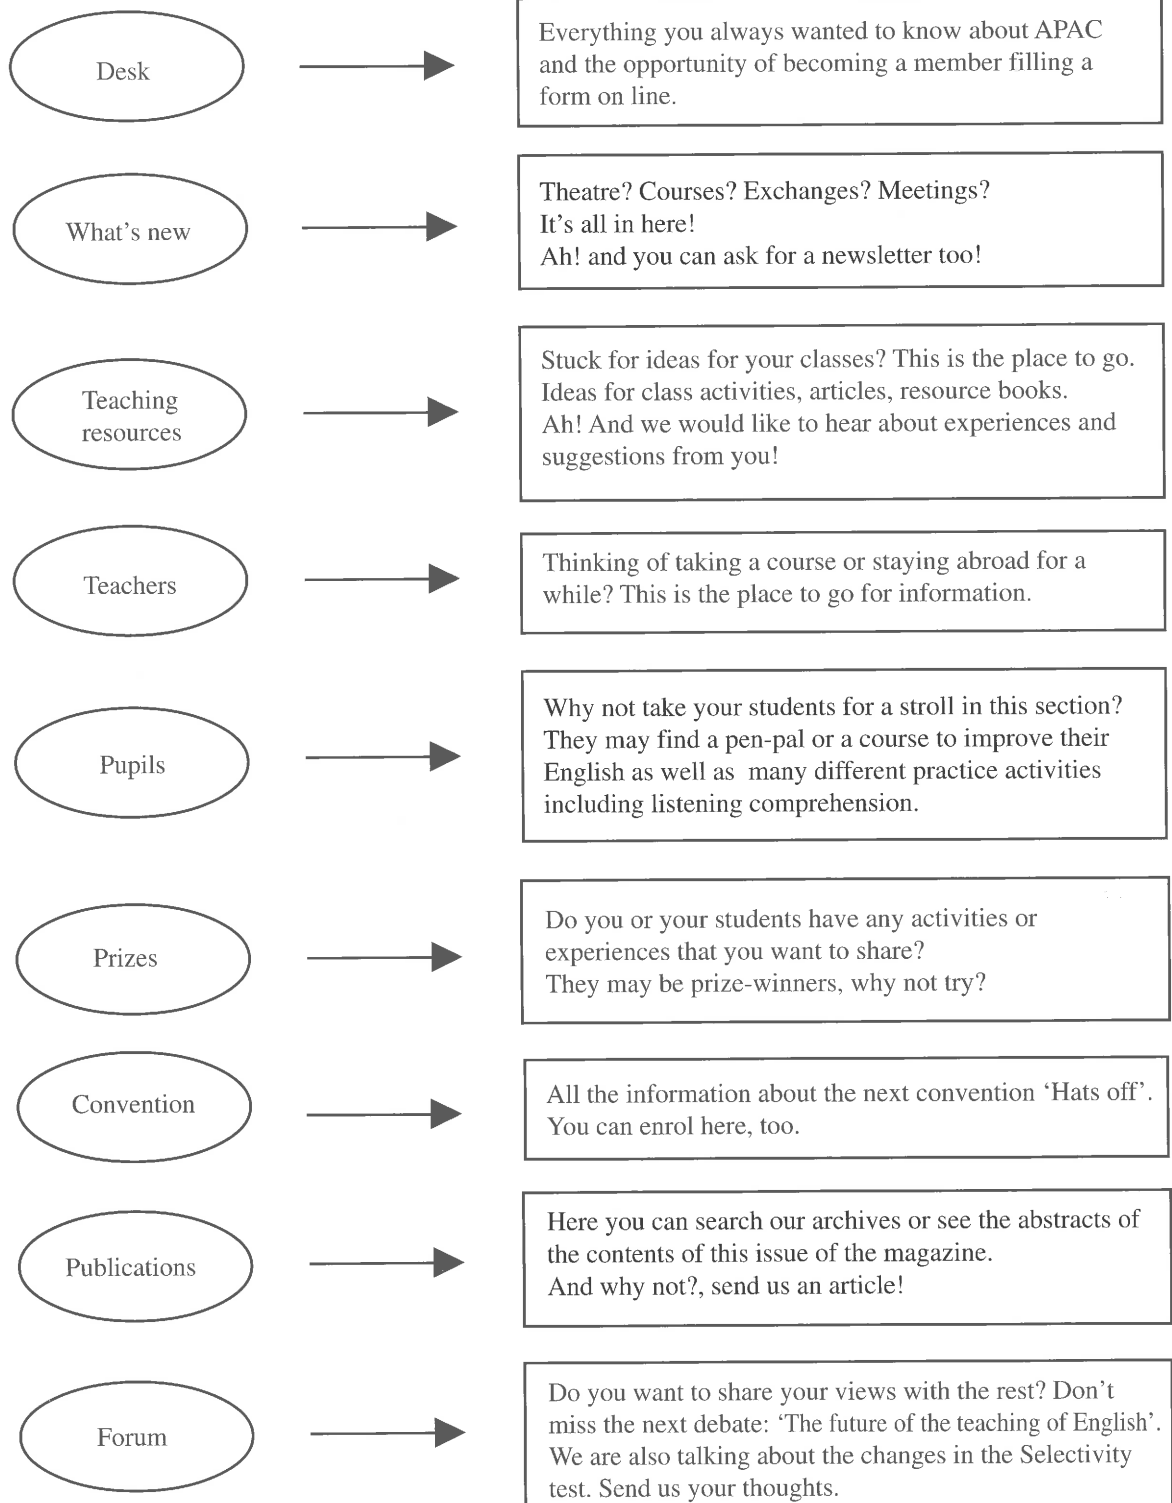 Desk
Everything you always wanted to know about APAC
and the opportunity of becoming a member filling a
form on line.
What's new
Theatre? Courses? Exchanges? Meetings?
It's all in here!
Ah! and you can ask for a newsletter too!
Teaching
resources
Stuck for ideas for your classes? This is the place to go.
Ideas for class activities, articles, resource books.
Ah! And we would like to hear about experiences and
suggestions from you!
Teachers
Thinking of taking a course or staying abroad for a
while? This is the place to go for information.
Pupils
Why not take your students for a stroll in this section?
They may find a pen-pal or a course to improve their
English as well as many different practice activities
including listening comprehension.
Prizes
Do you or your students have any activities or
experiences that you want to share?
They may be prize-winners, why not try?
Convention
All the information about the next convention ‘Hats off’.
You can enrol here, too.
Publications
Here you can search our archives or see the abstracts of
the contents of this issue of the magazine.
And why not?, send us an article!
Forum
Do you want to share your views with the rest? Don't
miss the next debate: ‘The future of the teaching of English’.
We are also talking about the changes in the Selectivity
test. Send us your thoughts.